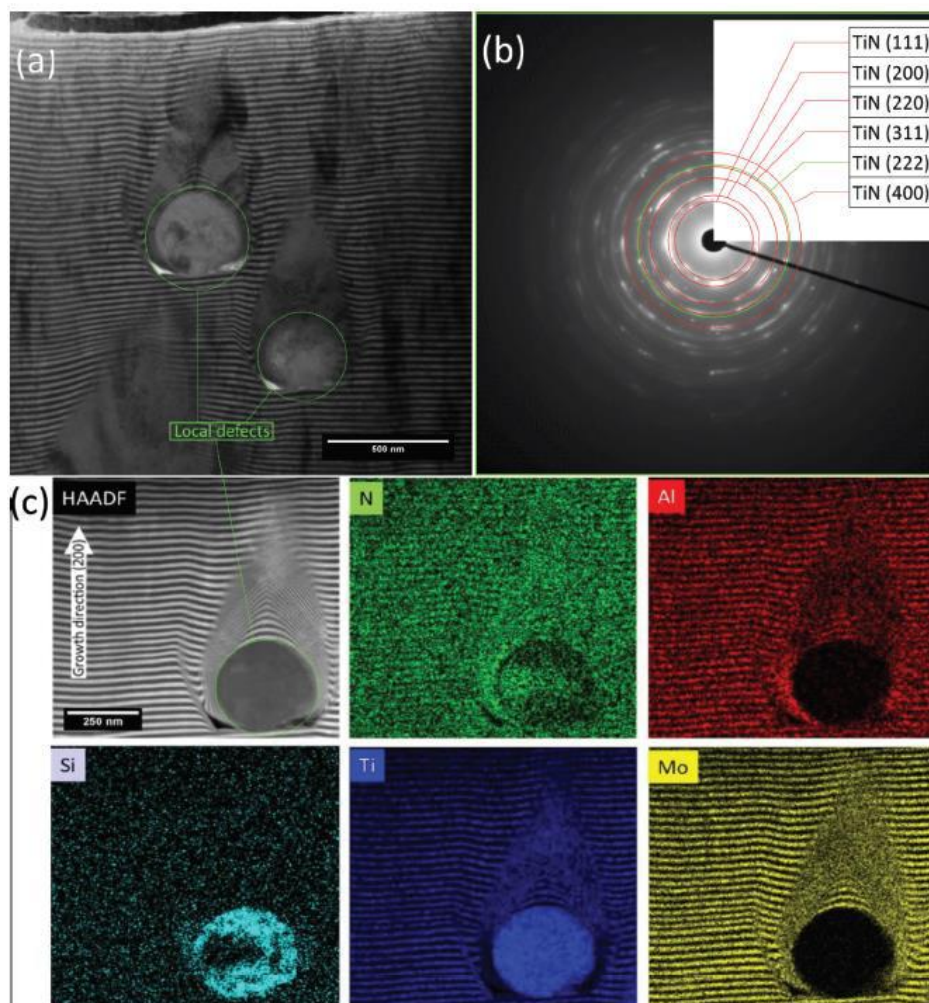 (a)
Local defects
500 nm
(b)
TiN (111)
TiN (200)
TiN (220)
TiN (311)
TiN (222)
TiN (400)
(c)
HAADF
Growth direction (200)
250 nm
N
Al
Si
Ti
Mo